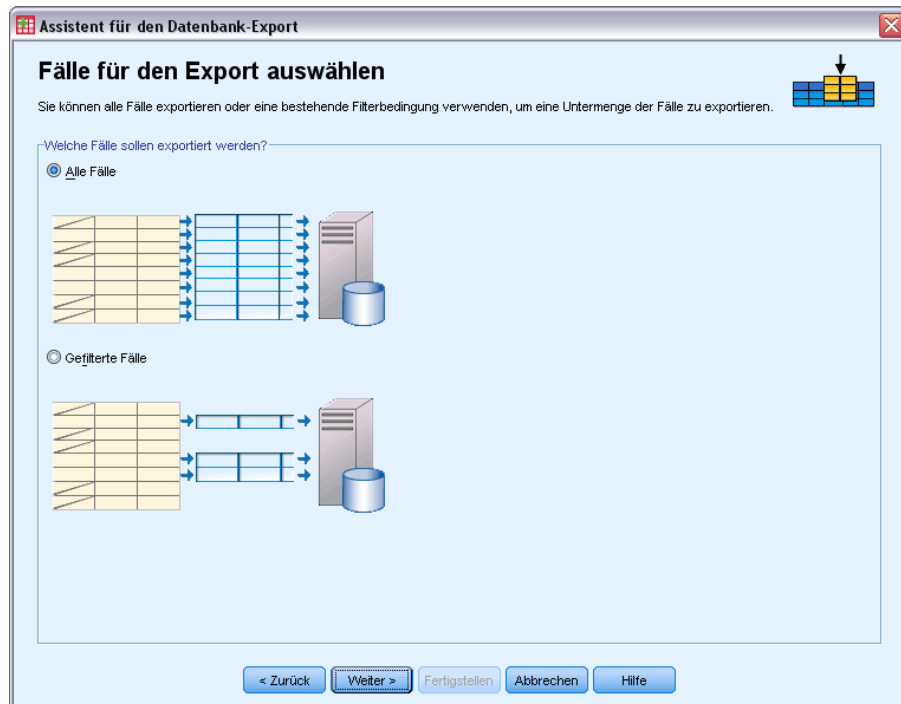 Assistent für den Datenbank-Export
Fälle für den Export auswählen
Sie können alle Fälle exportieren oder eine bestehende Filterbedingung verwenden, um eine Untermenge der Fälle zu exportieren.
Welche Fälle sollen exportiert werden?
Alle Fälle
Gefilterte Fälle
< Zurück Weiter > Fertigstellen Abbrechen Hilfe